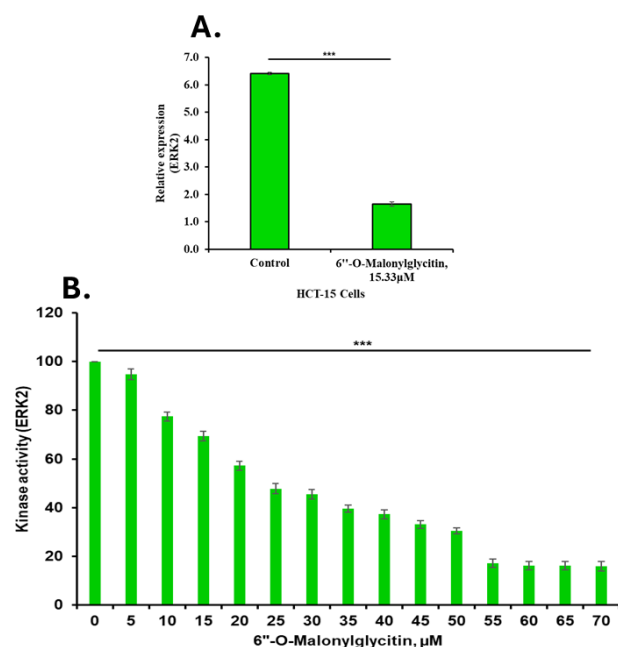 A.
***
7.0
6.0
5.0
4.0
3.0
2.0
1.0
0.0
Relative expression
(ERK2)
Control
6''-O-Malonylglycitin,
15.33µM
HCT-15 Cells
B.
***
120
100
80
60
40
20
0
Kinase activity (ERK2)
0 5 10 15 20 25 30 35 40 45 50 55 60 65 70
6"-O-Malonylglycitin, µM